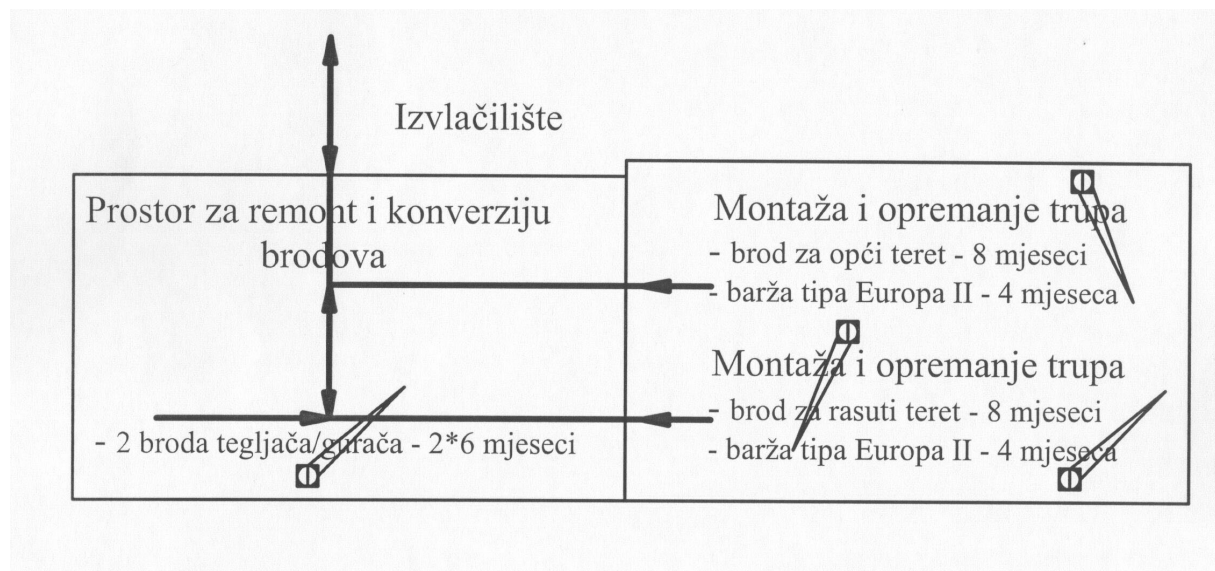 Izvlačilište
Prostor za remont i konverziju
brodova
- 2 broda tegljača/gurača - 2*6 mjeseci
Montaža i opremanje trupa
- brod za opći teret - 8 mjeseci
- barža tipa Europa II - 4 mjeseca
Montaža i opremanje trupa
- brod za rasuti teret - 8 mjeseci
- barža tipa Europa II - 4 mjeseca